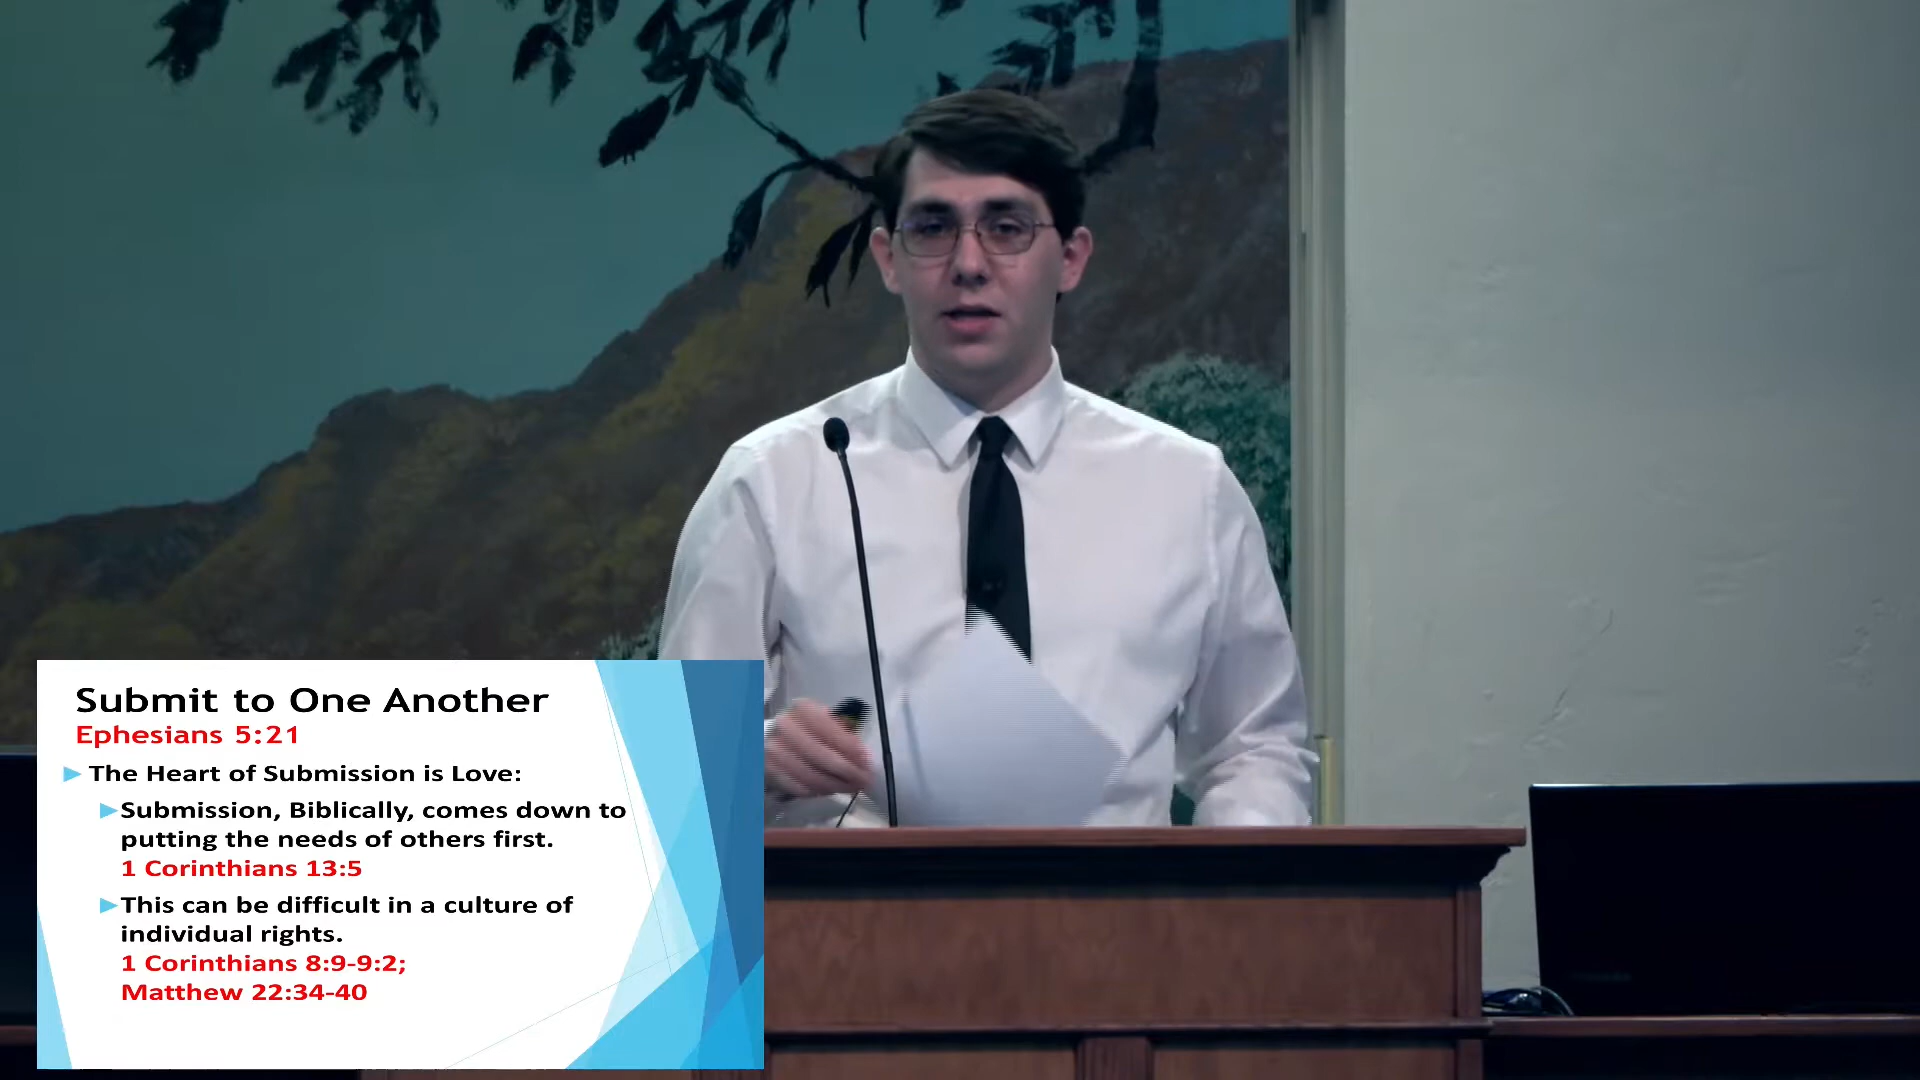 Submit to One Another
Ephesians 5:21
The Heart of Submission is Love:
Submission, Biblically, comes down to
putting the needs of others first.
1 Corinthians 13:5
This can be difficult in a culture of
individual rights.
1 Corinthians 8:9-9:2;
Matthew 22:34-40